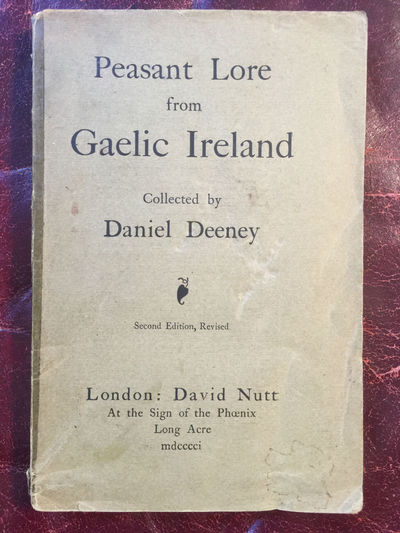 Peasant Lore
from
Gaelic Ireland
Collected by
Daniel Deeney
Second Edition, Revised
London: David Nutt
At the Sign of the Phœnix
Long Acre
mdcccci